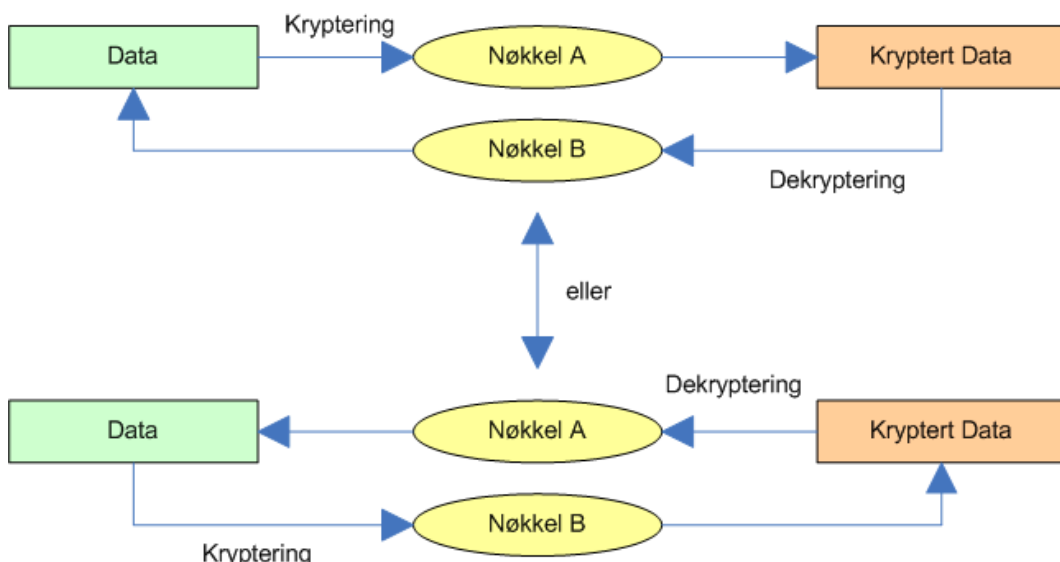 Kryptering
Data
Nøkkel A
Kryptert Data
Nøkkel B
Dekryptering
eller
Dekryptering
Data
Nøkkel A
Kryptert Data
Nøkkel B
Kryptering